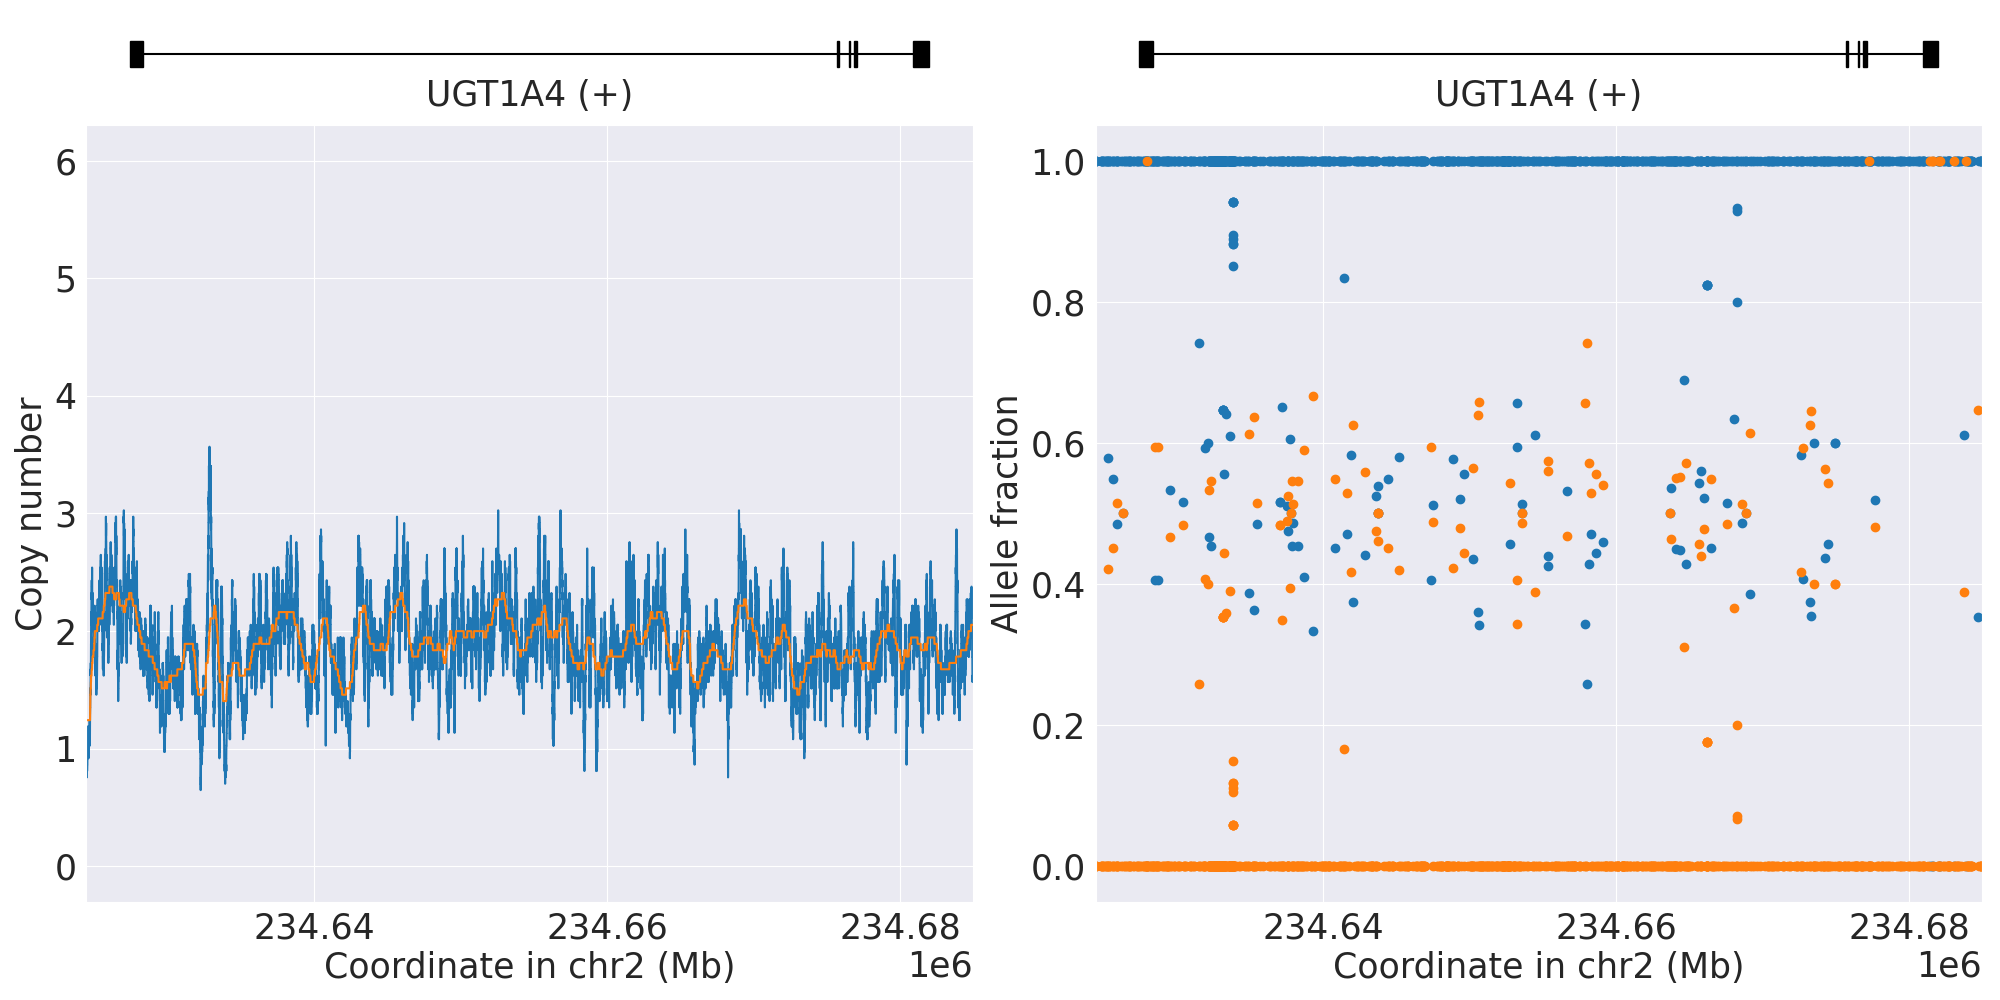 UGT1A4 (+)
6
5
4
3
2
1
0
Copy number
234.64
234.66
234.68
Coordinate in chr2 (Mb)
1e6
UGT1A4 (+)
1.0
0.8
0.6
0.4
0.2
0.0
Allele fraction
234.64
234.66
234.68
Coordinate in chr2 (Mb)
1e6